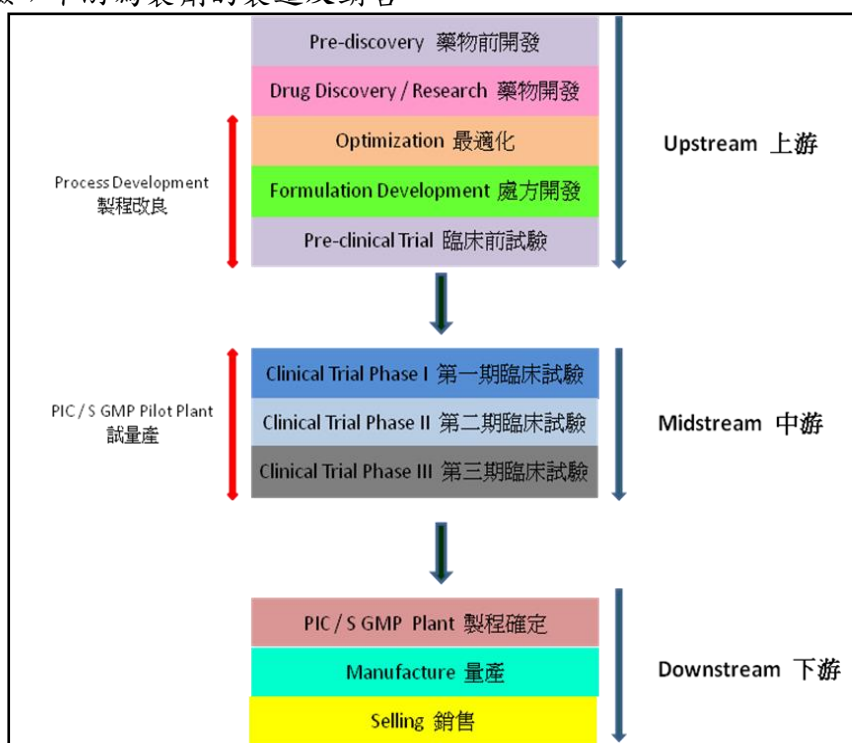 Pre-discovery 藥物前開發
Drug Discovery / Research 藥物開發
Optimization 最適化
Formulation Development 處方開發
Pre-clinical Trial 臨床前試驗
Process Development
製程改良
Upstream 上游
Clinical Trial Phase I 第一期臨床試驗
Clinical Trial Phase II 第二期臨床試驗
Clinical Trial Phase III 第三期臨床試驗
PIC / S GMP Pilot Plant
試量產
Midstream 中游
PIC / S GMP Plant 製程確定
Manufacture 量產
Selling 銷售
Downstream 下游